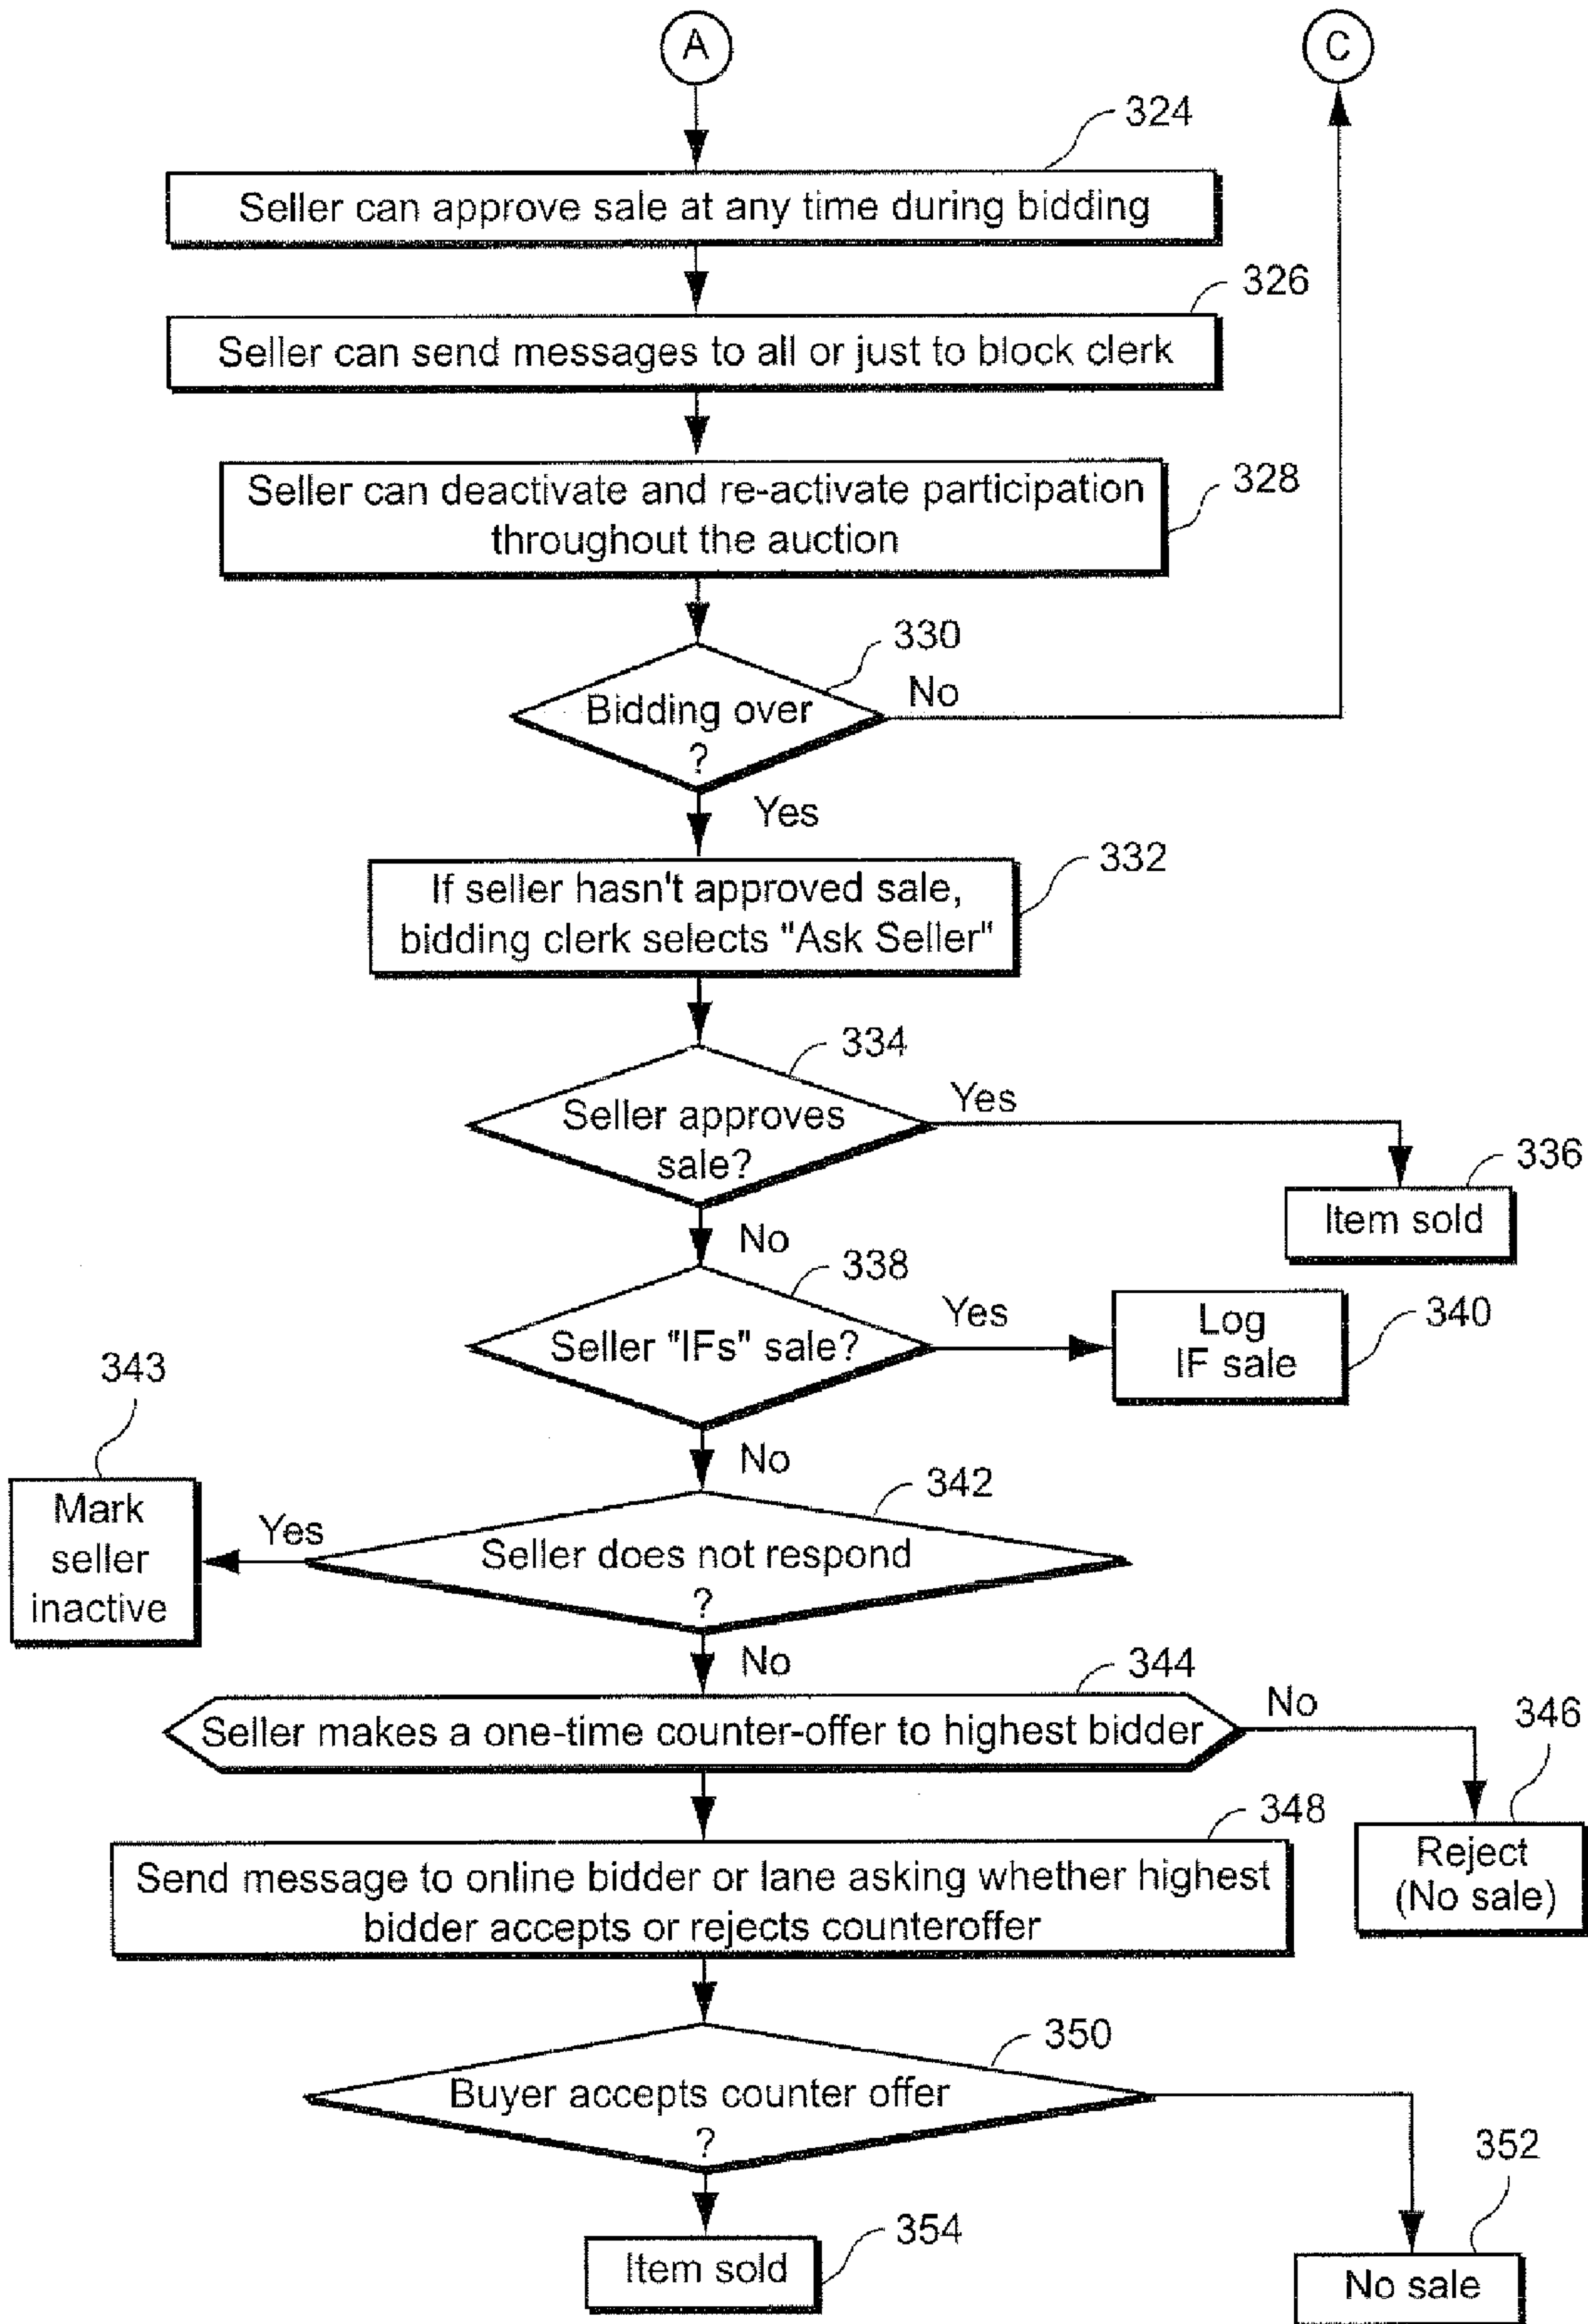 A
C
324
Seller can approve sale at any time during bidding
326
Seller can send messages to all or just to block clerk
328
Seller can deactivate and re-activate participation
throughout the auction
330
Bidding over
?
No
Yes
332
If seller hasn't approved sale,
bidding clerk selects "Ask Seller"
334
Seller approves
sale?
Yes
336
Item sold
No
338
Seller "IFs" sale?
Yes
Log
IF sale
340
343
Mark
seller
inactive
No
342
Yes
Seller does not respond
?
No
344
Seller makes a one-time counter-offer to highest bidder
No
346
Reject
(No sale)
348
Send message to online bidder or lane asking whether highest
bidder accepts or rejects counteroffer
350
Buyer accepts counter offer
?
352
No sale
354
Item sold